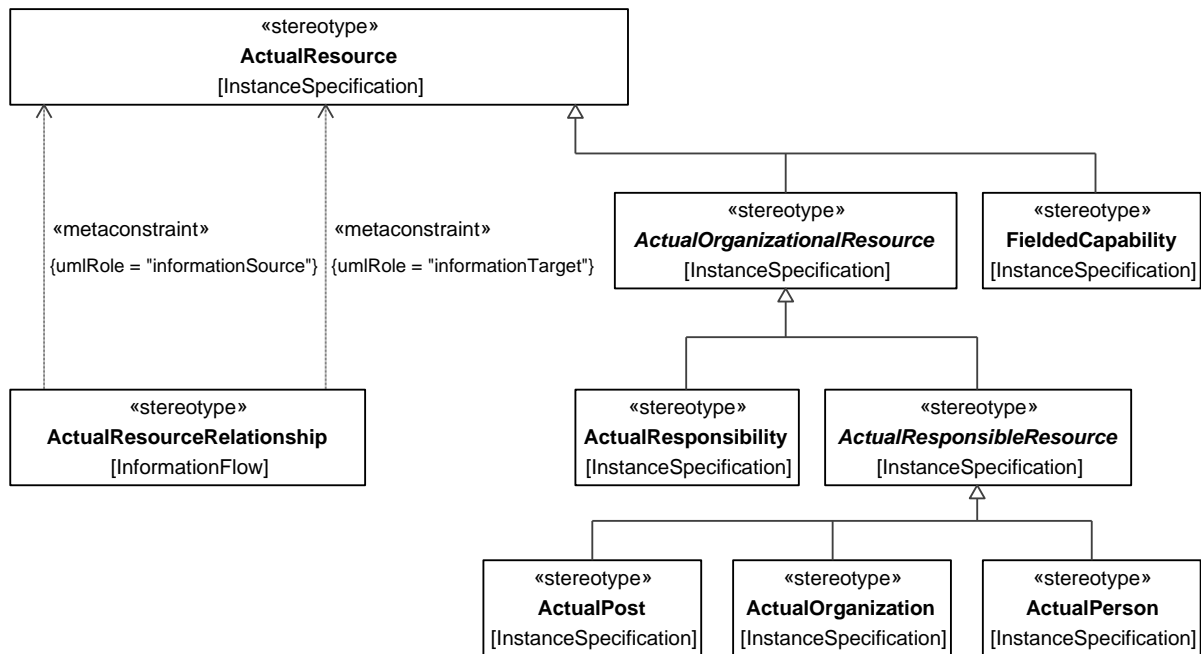 «stereotype»
ActualResource
[InstanceSpecification]
«metaconstraint»
{umlRole = "informationSource"}
«metaconstraint»
{umlRole = "informationTarget"}
«stereotype»
ActualOrganizationalResource
[InstanceSpecification]
«stereotype»
FieldedCapability
[InstanceSpecification]
«stereotype»
ActualResourceRelationship
[InformationFlow]
«stereotype»
ActualResponsibility
[InstanceSpecification]
«stereotype»
ActualResponsibleResource
[InstanceSpecification]
«stereotype»
ActualPost
[InstanceSpecification]
«stereotype»
ActualOrganization
[InstanceSpecification]
«stereotype»
ActualPerson
[InstanceSpecification]